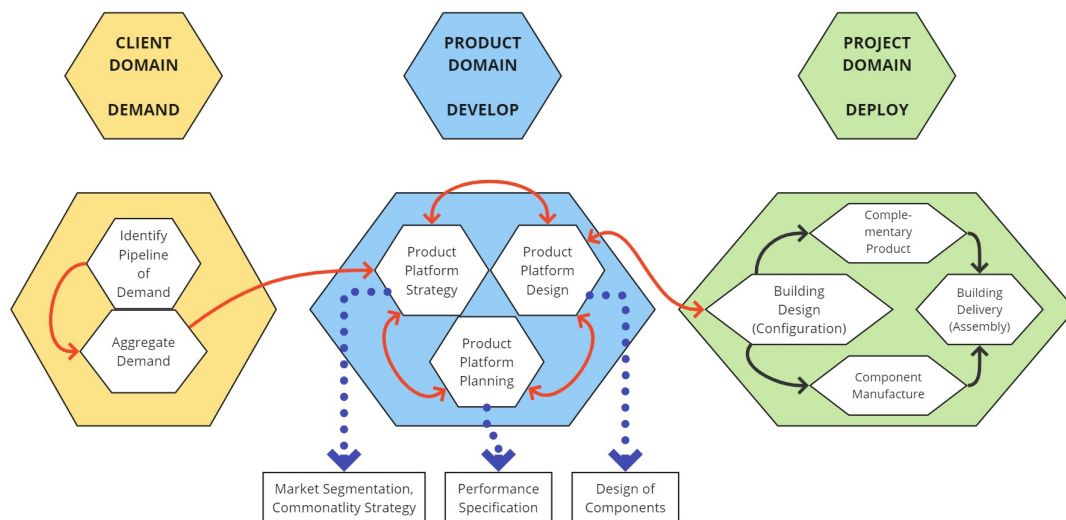 CLIENT
DOMAIN
DEMAND
PRODUCT
DOMAIN
DEVELOP
PROJECT
DOMAIN
DEPLOY
Identify
Pipeline
of
Demand
Aggregate
Demand
Product
Platform
Strategy
Product
Platform
Design
Product
Platform
Planning
Comple-
mentary
Product
Building
Design
(Configuration)
Building
Delivery
(Assembly)
Component
Manufacture
Market Segmentation,
Commonatlity Strategy
Performance
Specification
Design of
Components